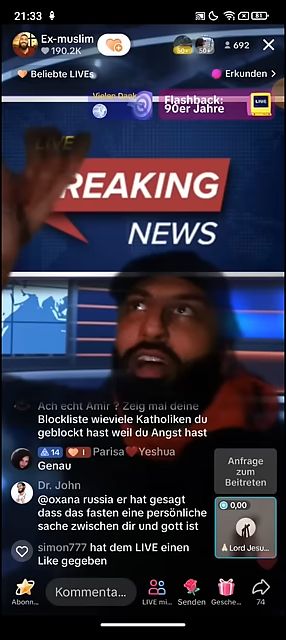 21:33
81
Ex-muslim
190.2K
50+
50+
692
Beliebte LIVEs
Erkunden >
Vielen Dank
Flashback:
90er Jahre
LIVE
LIVE
BREAKING
NEWS
Ach echt Amir ? Zeig mal deine
Blockliste wieviele Katholiken du
geblockt hast weil du Angst hast
14 1 Parisa❤️Yeshua
Genau
Dr. John
@oxana russia er hat gesagt
dass das fasten eine persönliche
sache zwischen dir und gott ist
simon777 hat dem LIVE einen
Like gegeben
Anfrage
zum
Beitreten
0,00
Lord Jesu...
Abonn...
Kommenta...
LIVE mi...
Senden
Gesche...
74